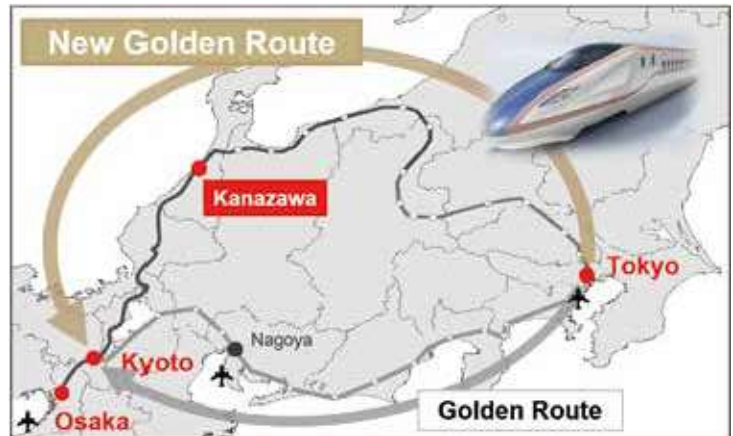 New Golden Route
Kanazawa
Tokyo
Nagoya
Kyoto
Golden Route
Osaka